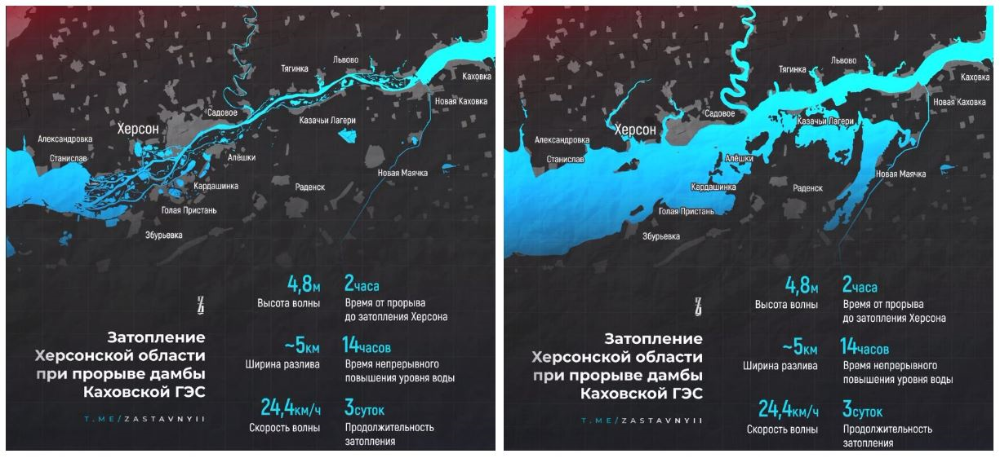 Львово
Тягинка
Каховка
Новая Каховка
Садовое
Казачьи Лагери
Херсон
Александровка
Станислав
Алёшки
Новая Маячка
Кардашинка
Раденск
Голая Пристань
Збурьевка
4,8м
Высота волны
2часа
Время от прорыва
до затопления Херсона
~5км
Ширина разлива
14часов
Время непрерывного
повышения уровня воды
24,4км/ч
Скорость волны
3суток
Продолжительность
затопления
Затопление
Херсонской области
при прорыве дамбы
Каховской ГЭС
T.ME/ZASTAVNYII
Львово
Тягинка
Каховка
Новая Каховка
Садовое
Казачьи Лагери
Херсон
Александровка
Станислав
Алёшки
Новая Маячка
Кардашинка
Раденск
Голая Пристань
Збурьевка
4,8м
Высота волны
2часа
Время от прорыва
до затопления Херсона
~5км
Ширина разлива
14часов
Время непрерывного
повышения уровня воды
24,4км/ч
Скорость волны
3суток
Продолжительность
затопления
Затопление
Херсонской области
при прорыве дамбы
Каховской ГЭС
T.ME/ZASTAVNYII